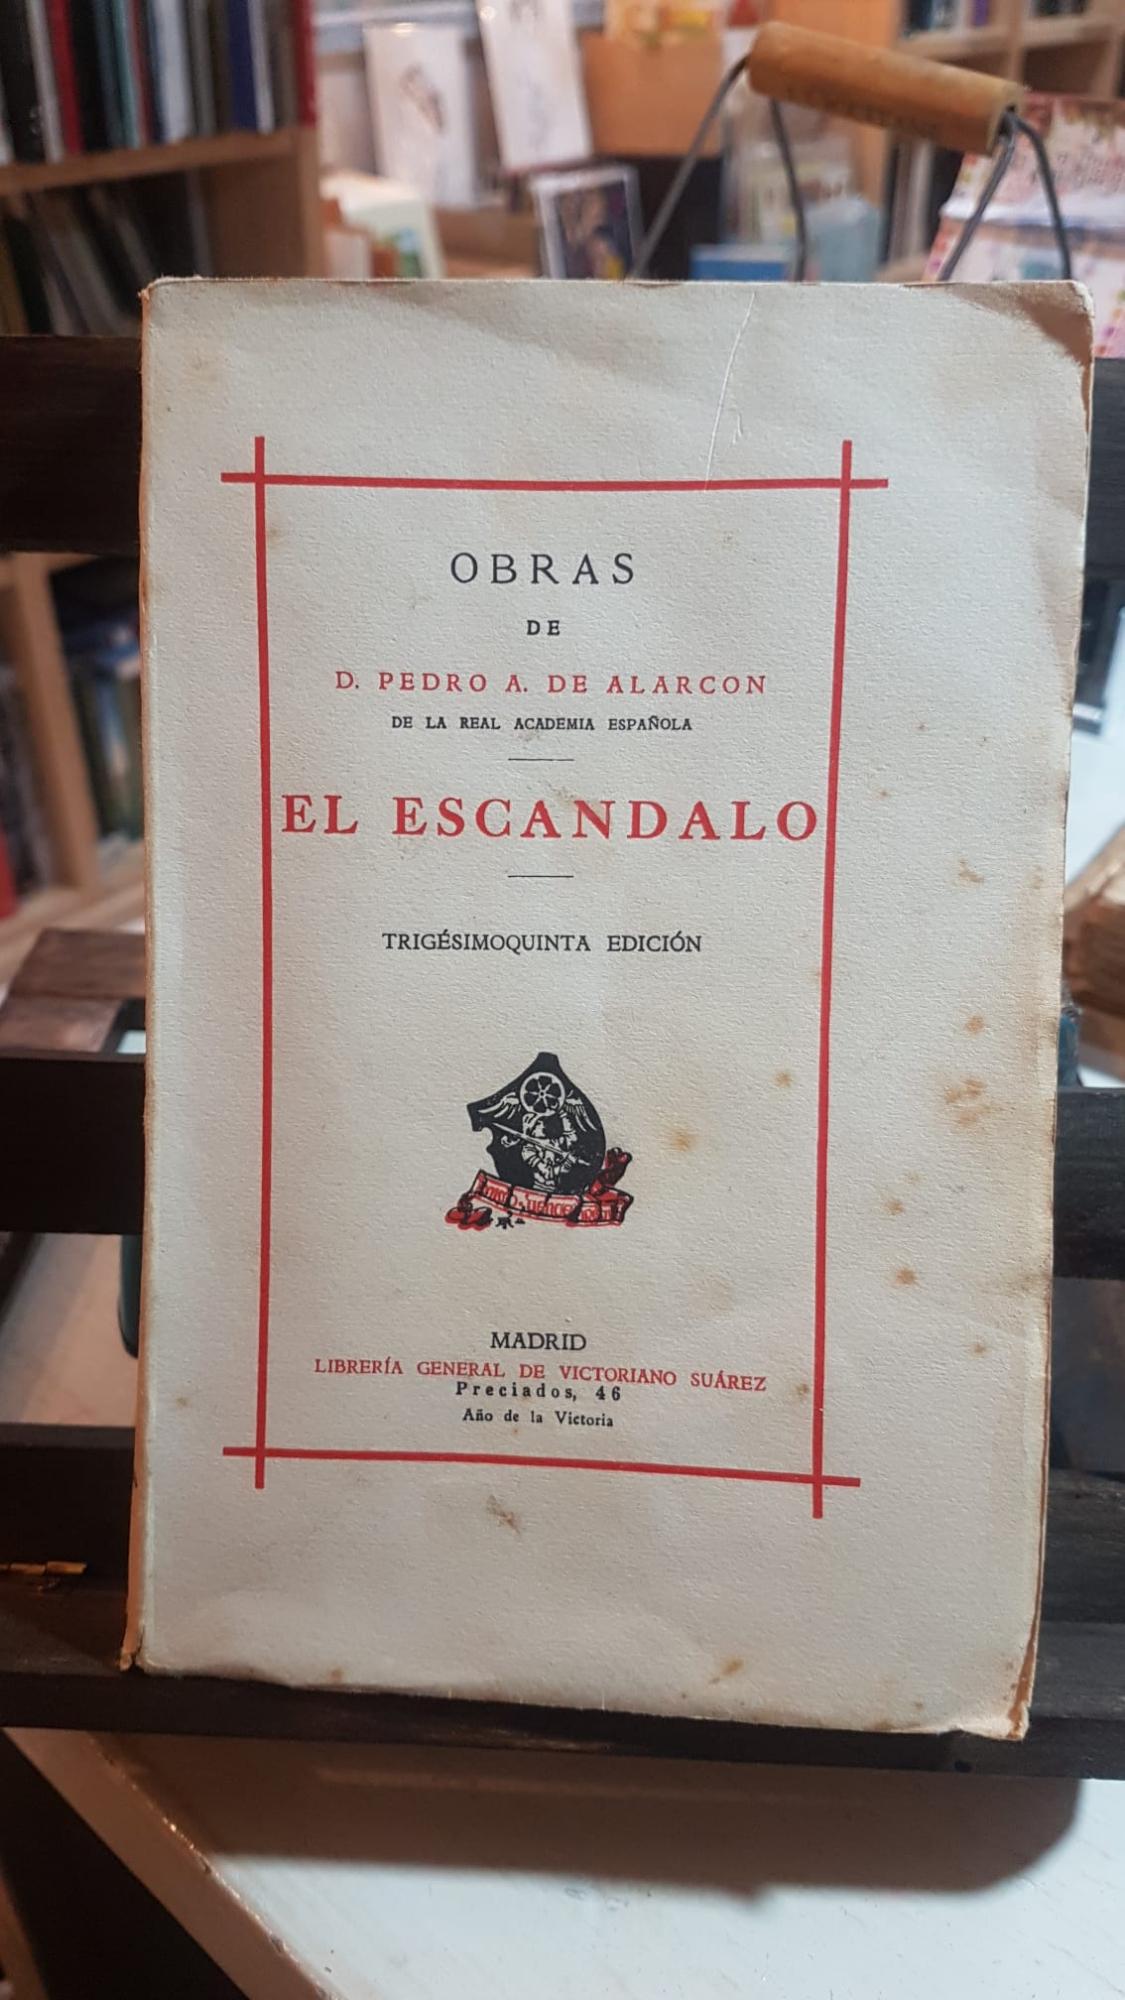 OBRAS
DE
D. PEDRO A. DE ALARCON
DE LA REAL ACADEMIA ESPAÑOLA
EL ESCANDALO
TRIGÉSIMOQUINTA EDICIÓN
MADRID
LIBRERÍA GENERAL DE VICTORIANO SUÁREZ
Preciados, 46
Año de la Victoria